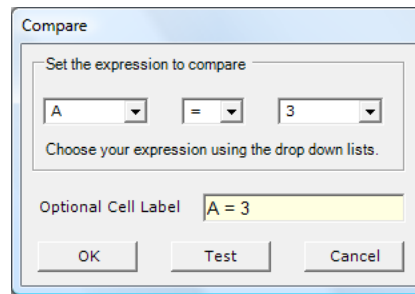 Compare
Set the expression to compare
A = 3
Choose your expression using the drop down lists.
Optional Cell Label A = 3
OK Test Cancel